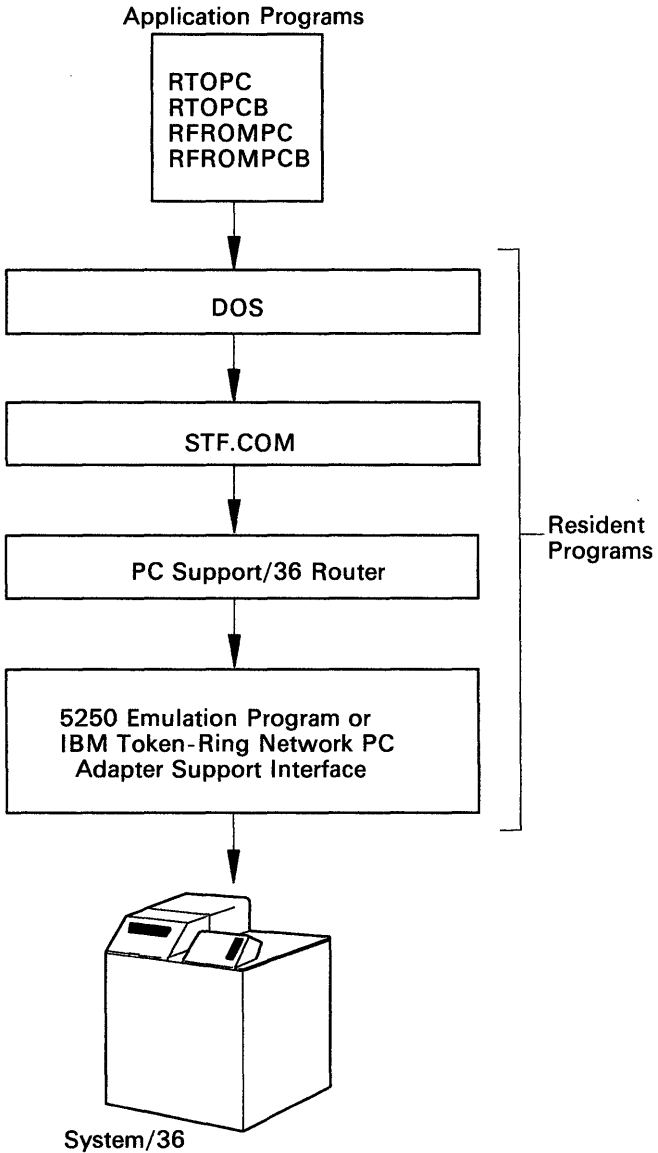 Application Programs
RTOPC
RTOPCB
RFROMPC
RFROMPCB
DOS
STF.COM
PC Support/36 Router
Resident
Programs
5250 Emulation Program or
IBM Token-Ring Network PC
Adapter Support Interface
System/36